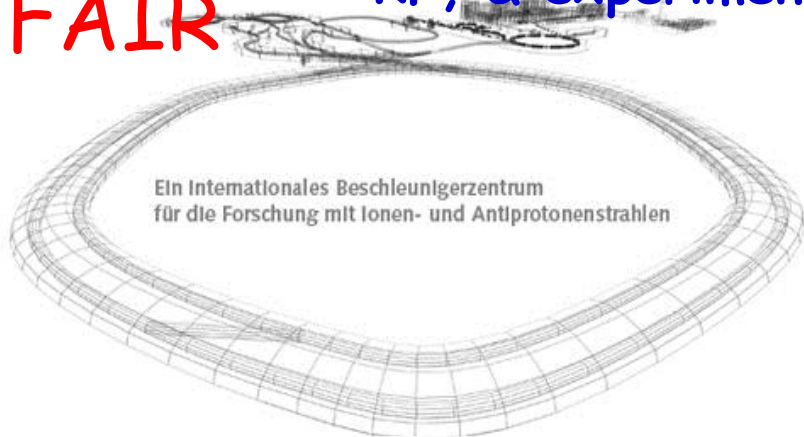 FAIR
Ein Internationales Beschleunigerzentrum
für die Forschung mit Ionen- und Antiprotonenstrahlen